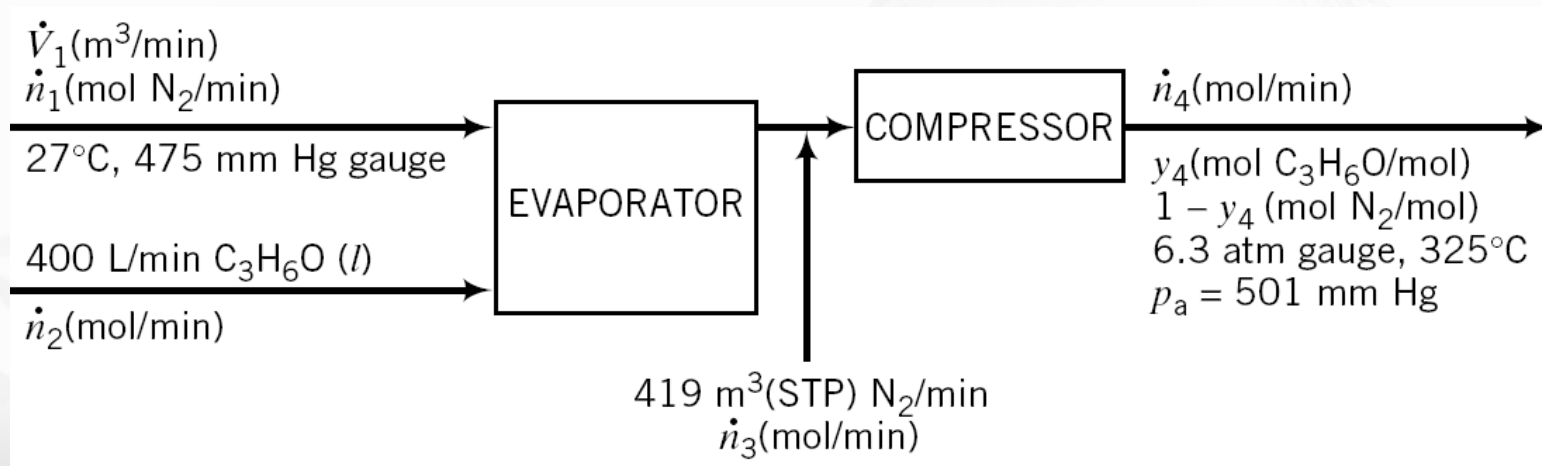 V̇₁(m³/min)
ṅ₁(mol N₂/min)
27°C, 475 mm Hg gauge
400 L/min C₃H₆O (l)
ṅ₂(mol/min)
EVAPORATOR
419 m³(STP) N₂/min
ṅ₃(mol/min)
COMPRESSOR
ṅ₄(mol/min)
y₄(mol C₃H₆O/mol)
1 – y₄ (mol N₂/mol)
6.3 atm gauge, 325°C
pₐ = 501 mm Hg